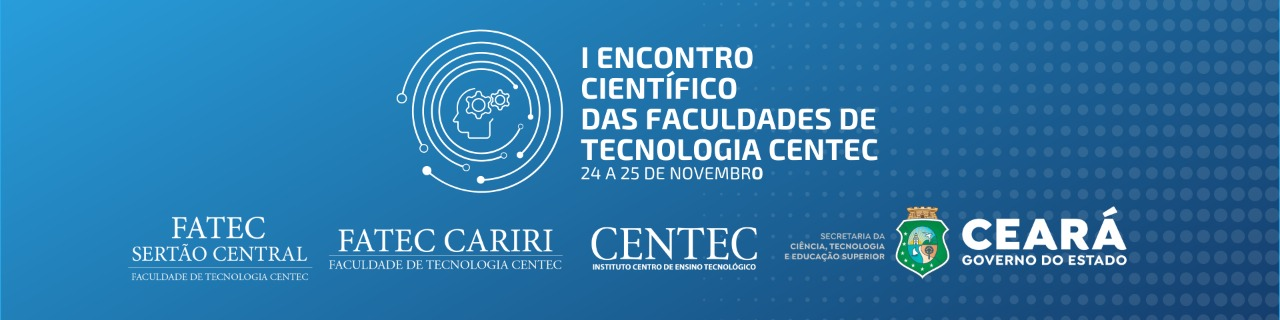 I ENCONTRO
CIENTÍFICO
DAS FACULDADES DE
TECNOLOGIA CENTEC
24 A 25 DE NOVEMBRO
FATEC
SERTÃO CENTRAL
FACULDADE DE TECNOLOGIA CENTEC
FATEC CARIRI
FACULDADE DE TECNOLOGIA CENTEC
CENTEC
INSTITUTO CENTRO DE ENSINO TECNOLÓGICO
SECRETARIA DA
CIÊNCIA, TECNOLOGIA
E EDUCAÇÃO SUPERIOR
CEARÁ
GOVERNO DO ESTADO